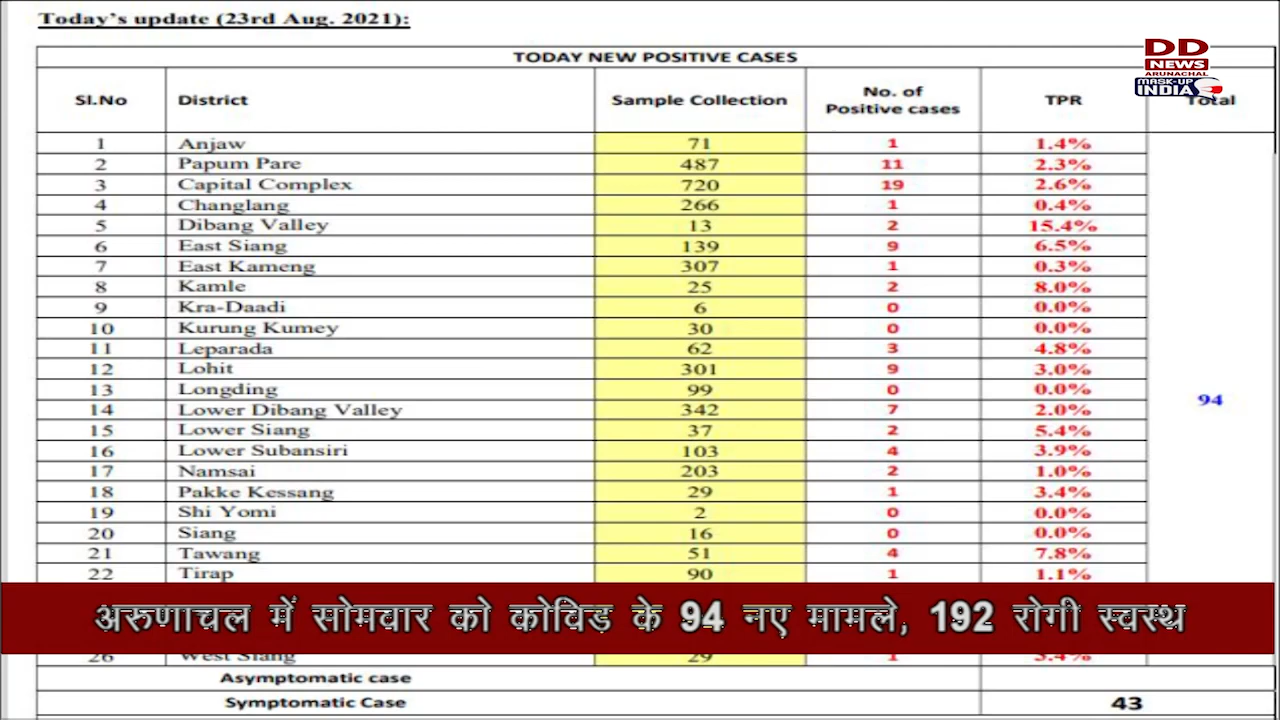 Today's update (23rd Aug. 2021):
DD
NEWS
ARUNACHAL
MASK-UP
INDIA
TODAY NEW POSITIVE CASES
Sl.No District Sample Collection No. of Positive cases TPR Total
1 Anjaw 71 1 1.4%
2 Papum Pare 487 11 2.3%
3 Capital Complex 720 19 2.6%
4 Changlang 266 1 0.4%
5 Dibang Valley 13 2 15.4%
6 East Siang 139 9 6.5%
7 East Kameng 307 1 0.3%
8 Kamle 25 2 8.0%
9 Kra-Daadi 6 0 0.0%
10 Kurung Kumey 30 0 0.0%
11 Leparada 62 3 4.8%
12 Lohit 301 9 3.0%
13 Longding 99 0 0.0%
94
14 Lower Dibang Valley 342 7 2.0%
15 Lower Siang 37 2 5.4%
16 Lower Subansiri 103 4 3.9%
17 Namsai 203 2 1.0%
18 Pakke Kessang 29 1 3.4%
19 Shi Yomi 2 0 0.0%
20 Siang 16 0 0.0%
21 Tawang 51 4 7.8%
22 Tirap 90 1 1.1%
अरुणाचल में सोमवार को कोविड के 94 नए मामले, 192 रोगी स्वस्थ
26 West Siang 29 1 3.4%
Asymptomatic case
Symptomatic Case 43